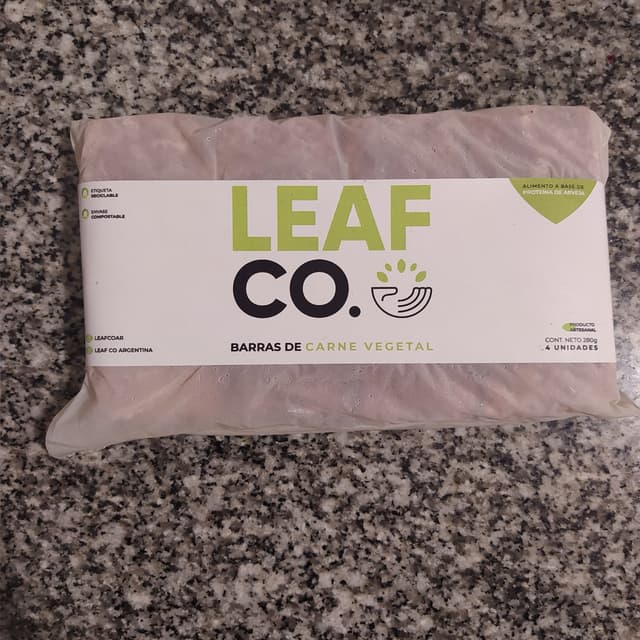 ETIQUETA
RECICLABLE
ENVASE
COMPOSTABLE
LEAF
CO.
ALIMENTO A BASE DE
PROTEINA DE ARVEJA
LEAFCOAR
LEAF CO ARGENTINA
BARRAS DE CARNE VEGETAL
PRODUCTO
ARTESANAL
CONT. NETO 280g
4 UNIDADES